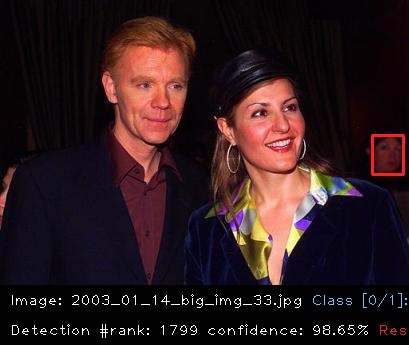 Image: 2003_01_14_big_img_33.jpg Class [0/1]:
Detection #rank: 1799 confidence: 98.65% Res